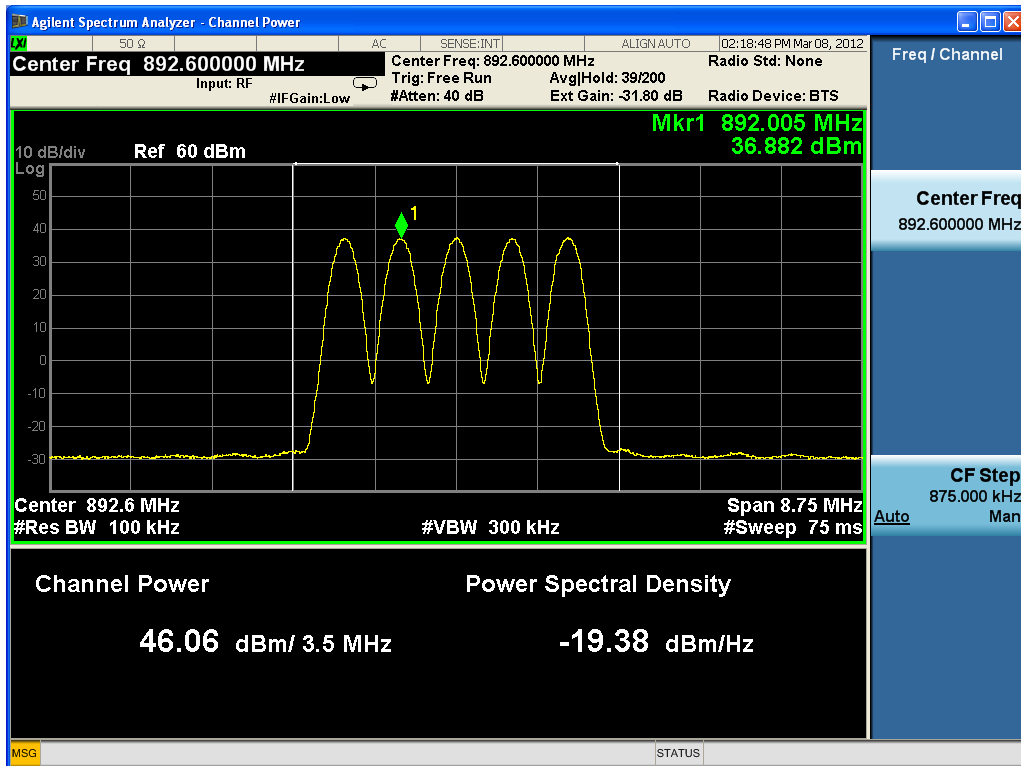 Agilent Spectrum Analyzer - Channel Power
LXI 50 Ω AC SENSE:INT ALIGN AUTO 02:18:48 PM Mar 08, 2012
Center Freq 892.600000 MHz
Input: RF
#IFGain:Low
Center Freq: 892.600000 MHz
Radio Std: None
Trig: Free Run
Avg|Hold: 39/200
#Atten: 40 dB
Ext Gain: -31.80 dB
Radio Device: BTS
Freq / Channel
Mkr1 892.005 MHz
36.882 dBm
10 dB/div
Ref 60 dBm
Log
50
40
30
20
10
0
-10
-20
-30
1
Center Freq
892.600000 MHz
CF Step
875.000 kHz
Auto Man
Center 892.6 MHz
Span 8.75 MHz
#Res BW 100 kHz
#VBW 300 kHz
#Sweep 75 ms
Channel Power
Power Spectral Density
46.06 dBm/ 3.5 MHz
-19.38 dBm/Hz
MSG
STATUS